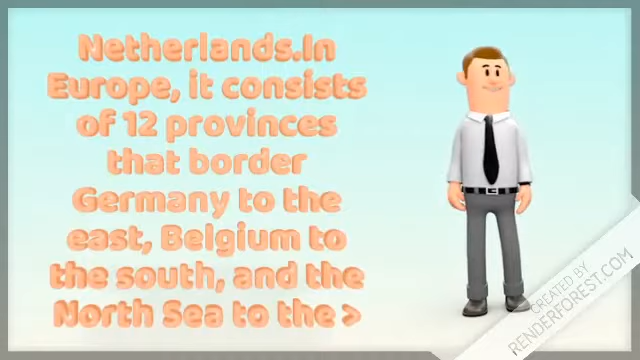 Netherlands.In
Europe, it consists
of 12 provinces
that border
Germany to the
east, Belgium to
the south, and the
North Sea to the >
CREATED BY
RENDERFOREST.COM